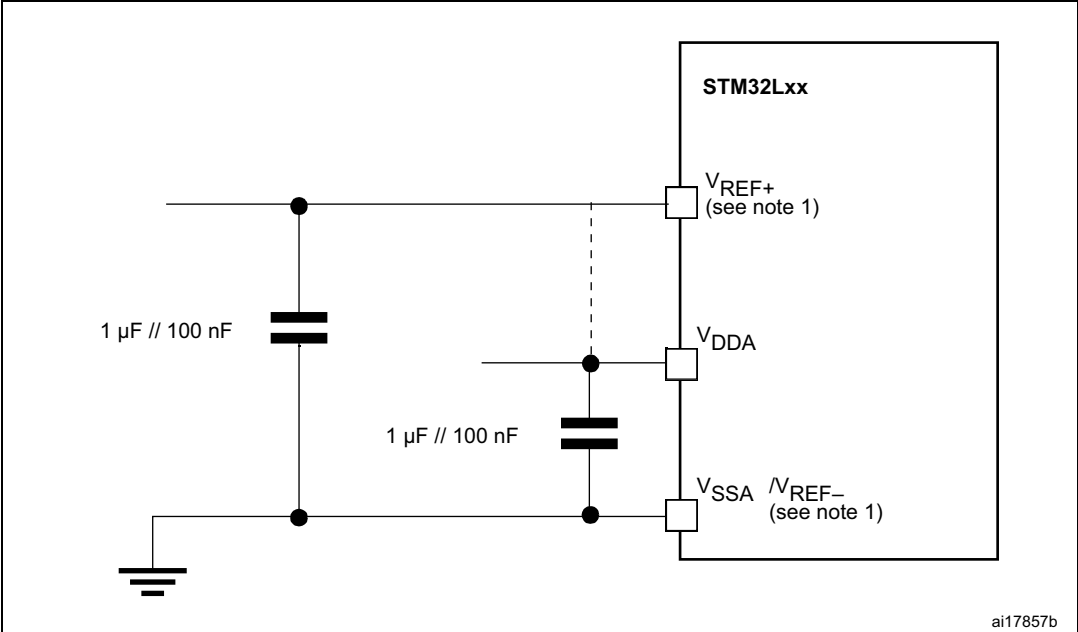 STM32Lxx
VREF+
(see note 1)
1 µF // 100 nF
VDDA
1 µF // 100 nF
VSSA /VREF–
(see note 1)
ai17857b